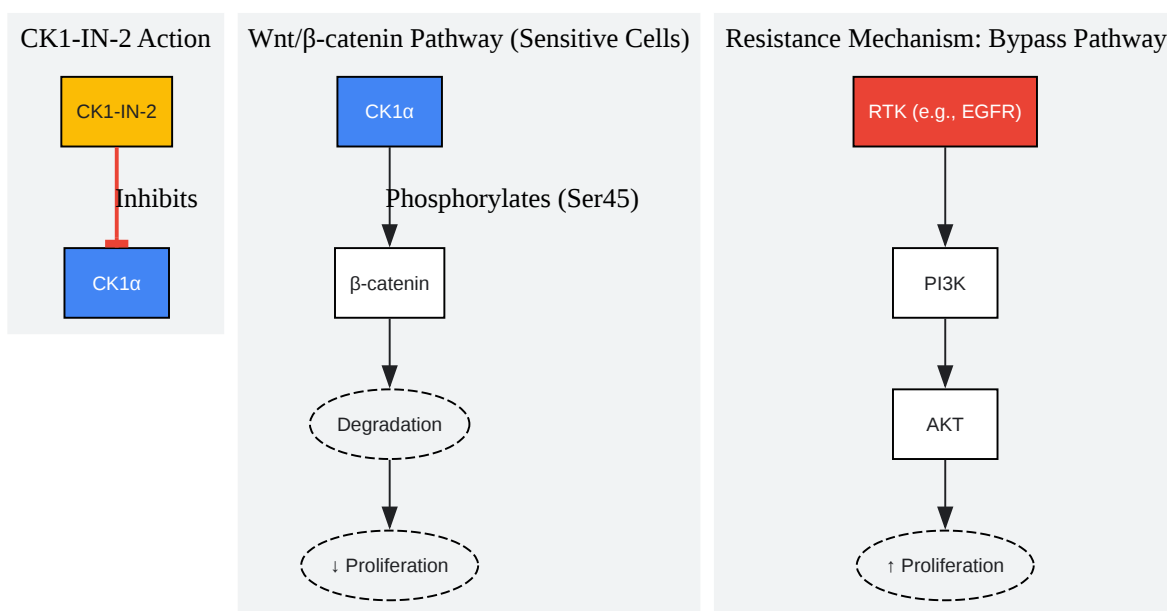 CK1-IN-2 Action
CK1-IN-2
Inhibits
CK1α
Wnt/β-catenin Pathway (Sensitive Cells)
CK1α
Phosphorylates (Ser45)
β-catenin
Degradation
↓ Proliferation
Resistance Mechanism: Bypass Pathway
RTK (e.g., EGFR)
PI3K
AKT
↑ Proliferation